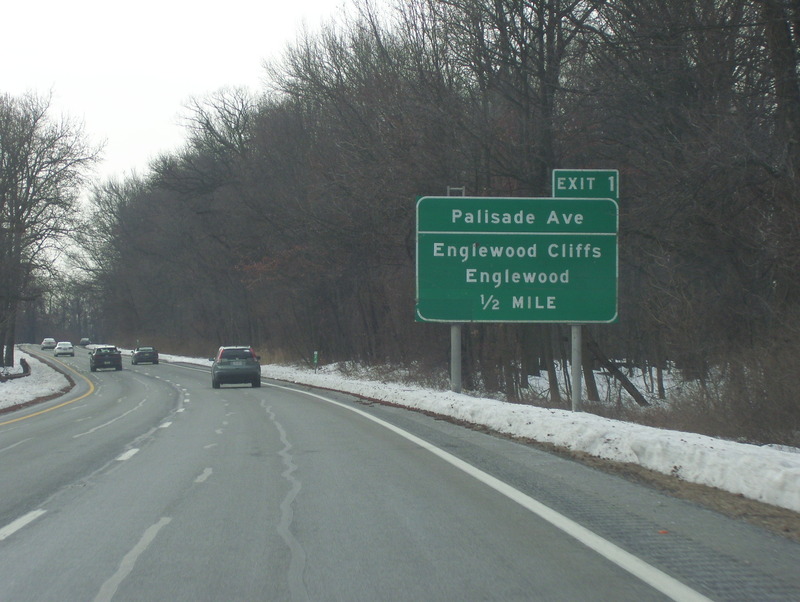 EXIT 1
Palisade Ave
Englewood Cliffs
Englewood
1/2 MILE